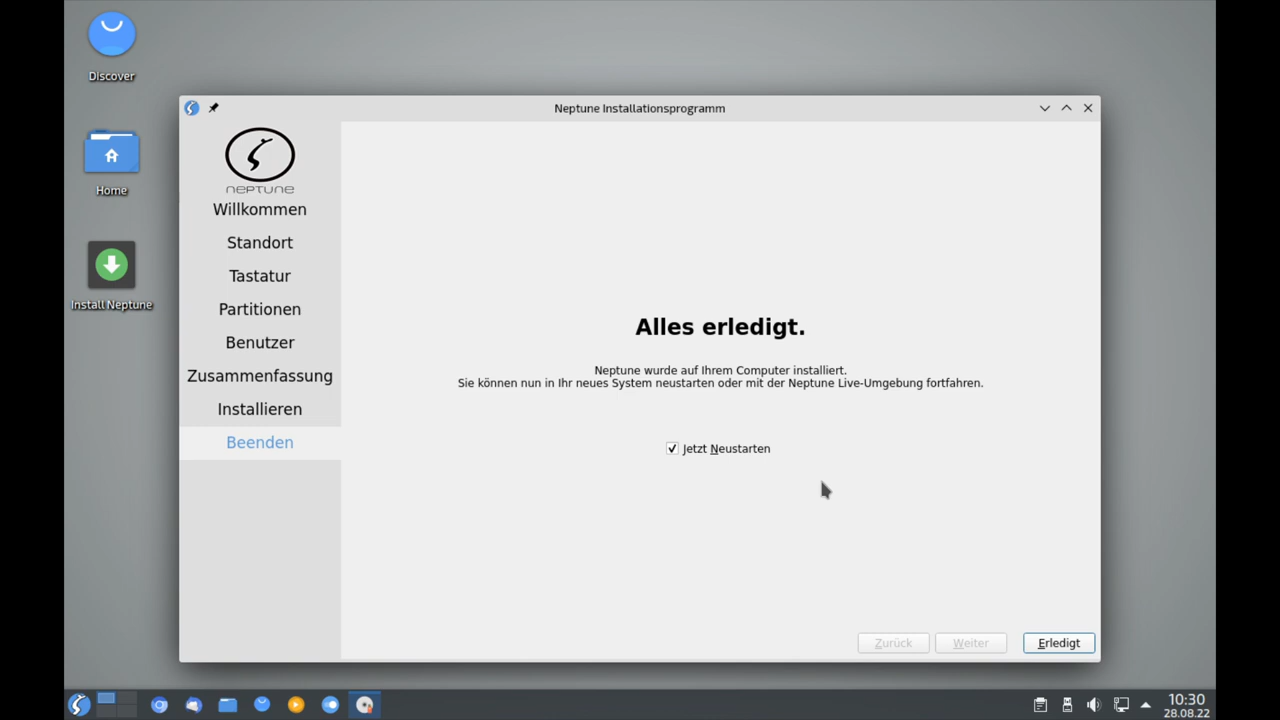 Discover
Home
Install Neptune
Neptune Installationsprogramm
neptune
Willkommen
Standort
Tastatur
Partitionen
Benutzer
Zusammenfassung
Installieren
Beenden
Alles erledigt.
Neptune wurde auf Ihrem Computer installiert.
Sie können nun in Ihr neues System neustarten oder mit der Neptune Live-Umgebung fortfahren.
Jetzt Neustarten
Zurück
Weiter
Erledigt
10:30
28.08.22